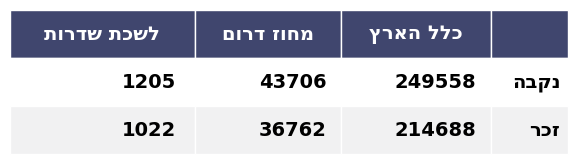 כלל הארץ מחוז דרום לשכת שדרות
נקבה 249558 43706 1205
זכר 214688 36762 1022